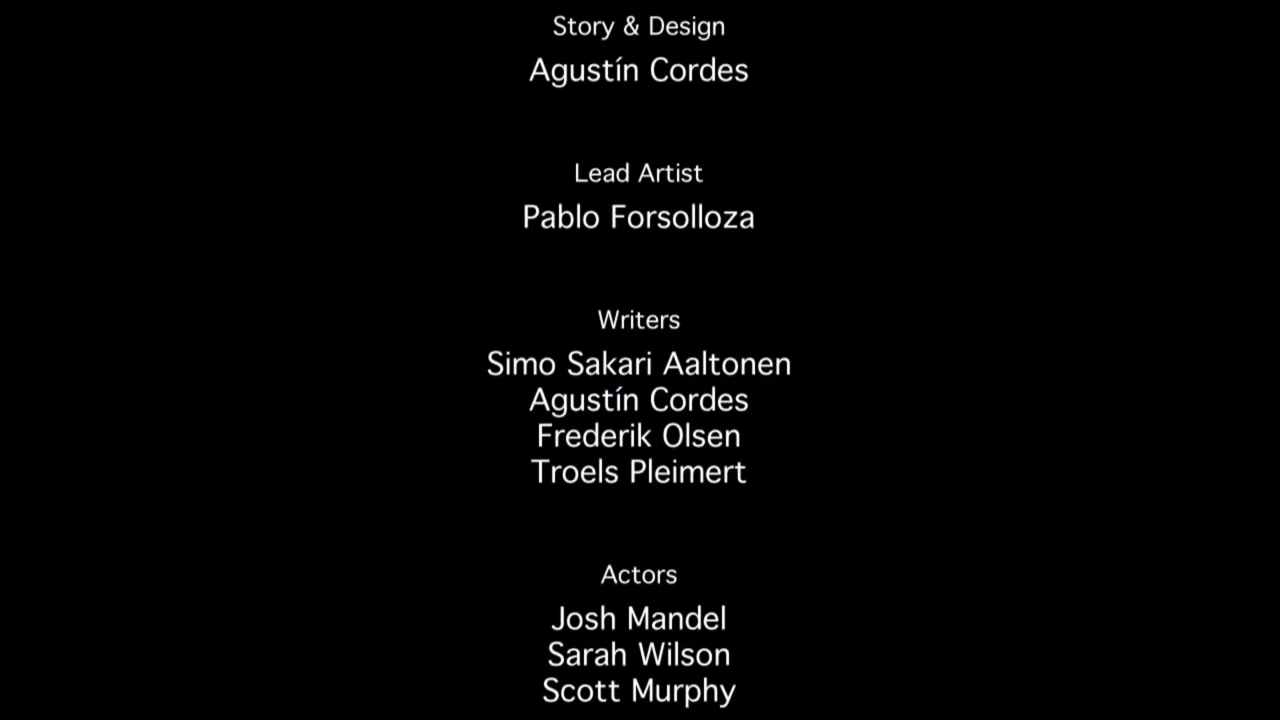 Story & Design
Agustín Cordes
Lead Artist
Pablo Forsolloza
Writers
Simo Sakari Aaltonen
Agustín Cordes
Frederik Olsen
Troels Pleimert
Actors
Josh Mandel
Sarah Wilson
Scott Murphy